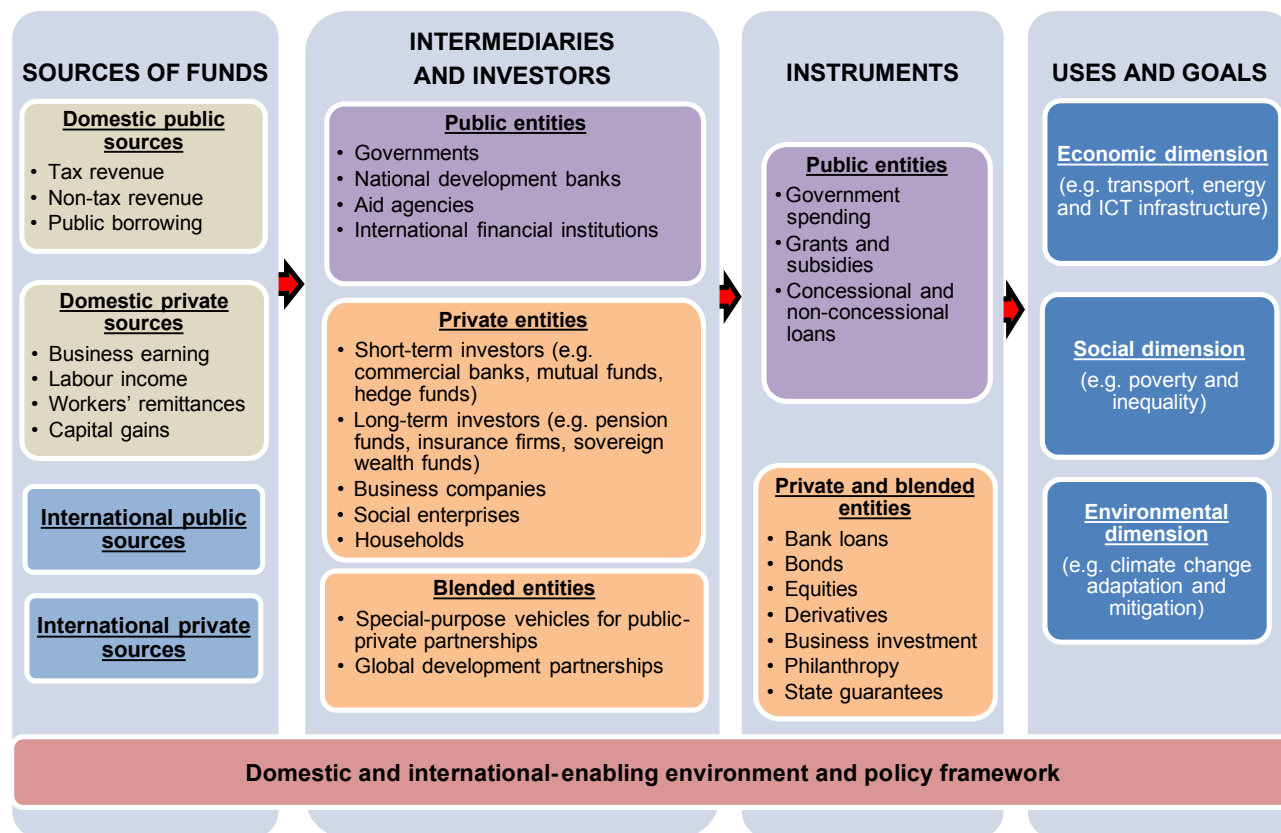 SOURCES OF FUNDS
Domestic public
sources
• Tax revenue
• Non-tax revenue
• Public borrowing
Domestic private
sources
• Business earning
• Labour income
• Workers' remittances
• Capital gains
International public
sources
International private
sources
INTERMEDIARIES
AND INVESTORS
Public entities
• Governments
• National development banks
• Aid agencies
• International financial institutions
Private entities
• Short-term investors (e.g.
commercial banks, mutual funds,
hedge funds)
• Long-term investors (e.g. pension
funds, insurance firms, sovereign
wealth funds)
• Business companies
• Social enterprises
• Households
Blended entities
• Special-purpose vehicles for public-
private partnerships
• Global development partnerships
INSTRUMENTS
Public entities
• Government
spending
• Grants and
subsidies
• Concessional and
non-concessional
loans
Private and blended
entities
• Bank loans
• Bonds
• Equities
• Derivatives
• Business investment
• Philanthropy
• State guarantees
USES AND GOALS
Economic dimension
(e.g. transport, energy
and ICT infrastructure)
Social dimension
(e.g. poverty and
inequality)
Environmental
dimension
(e.g. climate change
adaptation and
mitigation)
Domestic and international-enabling environment and policy framework